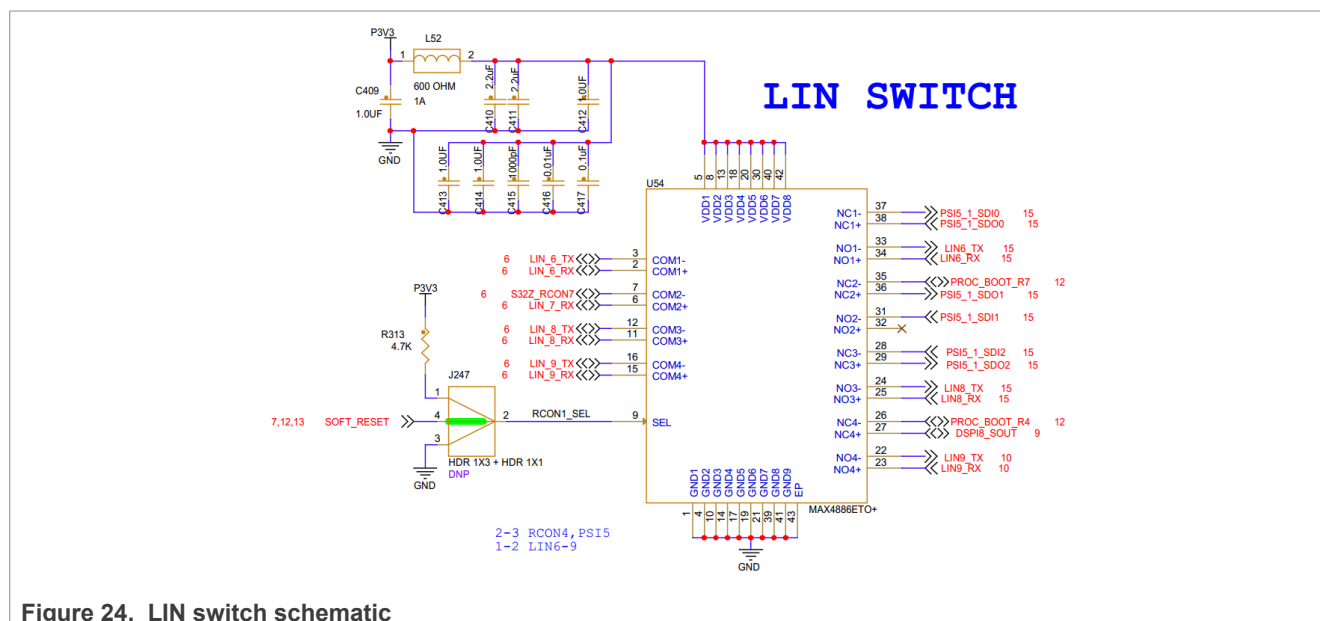 P3V3
L52
1
2
600 OHM
1A
C409
1.0UF
2.2uF
C410
2.2uF
C411
1.0UF
C412
GND
1.0UF
C413
1.0UF
C414
1000pF
C415
0.01uF
C416
0.1uF
C417
LIN SWITCH
U54
5 8 13 18 20 30 40 42
VDD1 VDD2 VDD3 VDD4 VDD5 VDD6 VDD7 VDD8
6 LIN_6_TX 3 COM1-
6 LIN_6_RX 2 COM1+
6 S32Z_RCON7 7 COM2-
6 LIN_7_RX 6 COM2+
6 LIN_8_TX 12 COM3-
6 LIN_8_RX 11 COM3+
6 LIN_9_TX 16 COM4-
6 LIN_9_RX 15 COM4+
NC1- 37 PSI5_1_SDI0 15
NC1+ 38 PSI5_1_SDO0 15
NO1- 33 LIN6_TX 15
NO1+ 34 LIN6_RX 15
NC2- 35 PROC_BOOT_R7 12
NC2+ 36 PSI5_1_SDO1 15
NO2- 31 PSI5_1_SDI1 15
NO2+ 32
NC3- 28 PSI5_1_SDI2 15
NC3+ 29 PSI5_1_SDO2 15
NO3- 24 LIN8_TX 15
NO3+ 25 LIN8_RX 15
NC4- 26 PROC_BOOT_R4 12
NC4+ 27 DSPI8_SOUT 9
NO4- 22 LIN9_TX 10
NO4+ 23 LIN9_RX 10
P3V3
R313
4.7K
J247
1
7,12,13 SOFT_RESET 4 2 RCON1_SEL 9 SEL
3
HDR 1X3 + HDR 1X1
DNP
GND
GND1 GND2 GND3 GND4 GND5 GND6 GND7 GND8 GND9 EP
1 4 10 14 17 19 21 39 41 43
MAX4886ETO+
GND
2-3 RCON4,PSI5
1-2 LIN6-9
Figure 24. LIN switch schematic